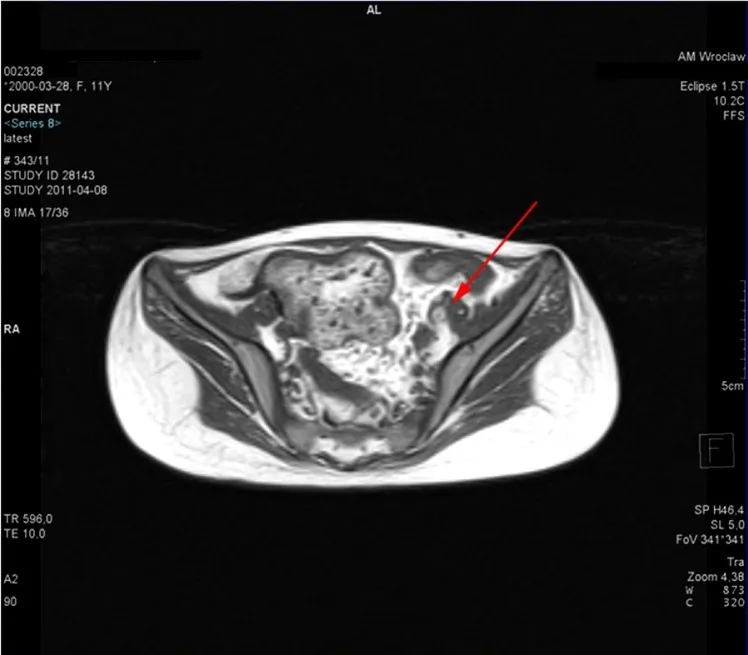 AL
002328
*2000-03-28, F, 11Y
CURRENT
<Series 8>
latest
# 343/11
STUDY ID 28143
STUDY 2011-04-08
8 IMA 17/36
RA
TR 596,0
TE 10,0
A2
90
AM Wroclaw
Eclipse 1.5T
10.2C
FFS
5cm
F
SP H46,4
SL 5,0
FoV 341*341
Tra
Zoom 4,38
W 873
C 320